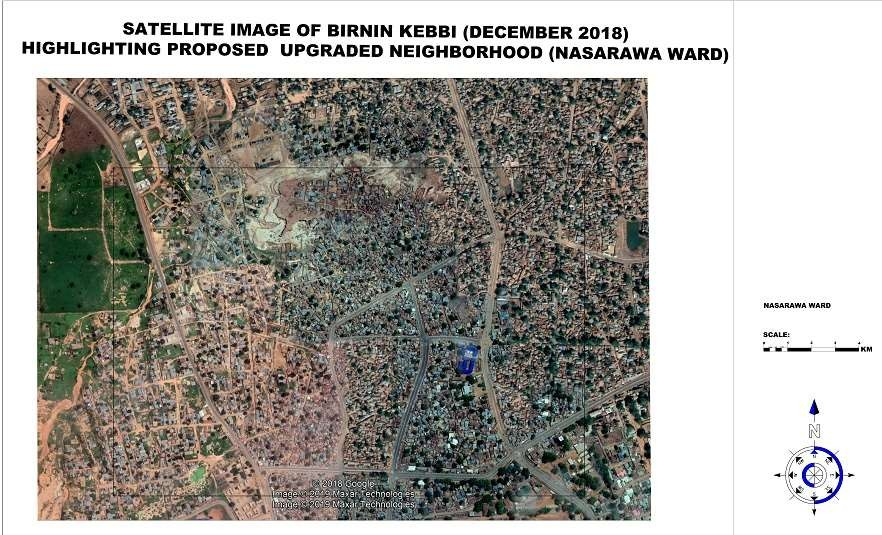 SATELLITE IMAGE OF BIRNIN KEBBI (DECEMBER 2018)
HIGHLIGHTING PROPOSED UPGRADED NEIGHBORHOOD (NASARAWA WARD)
NASARAWA WARD
SCALE:
KM
N
© 2018 Google
Image © 2019 Maxar Technologies
Image © 2019 Maxar Technologies